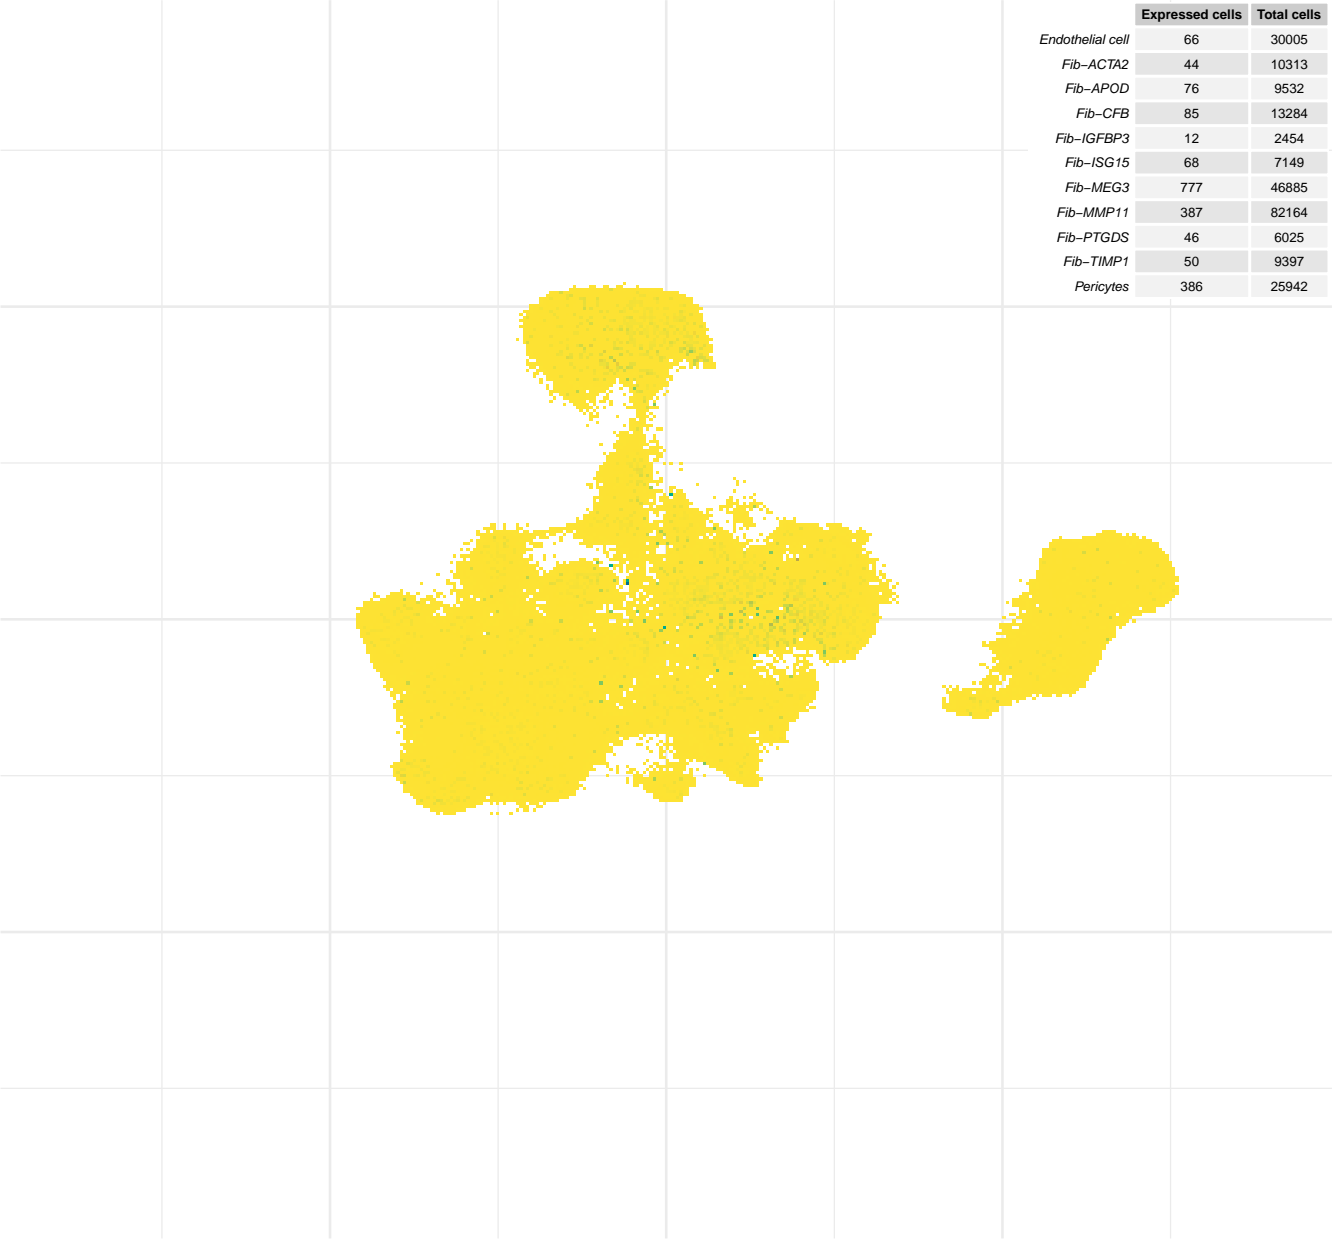 Expressed cells Total cells
Endothelial cell 66 30005
Fib−ACTA2 44 10313
Fib−APOD 76 9532
Fib−CFB 85 13284
Fib−IGFBP3 12 2454
Fib−ISG15 68 7149
Fib−MEG3 777 46885
Fib−MMP11 387 82164
Fib−PTGDS 46 6025
Fib−TIMP1 50 9397
Pericytes 386 25942